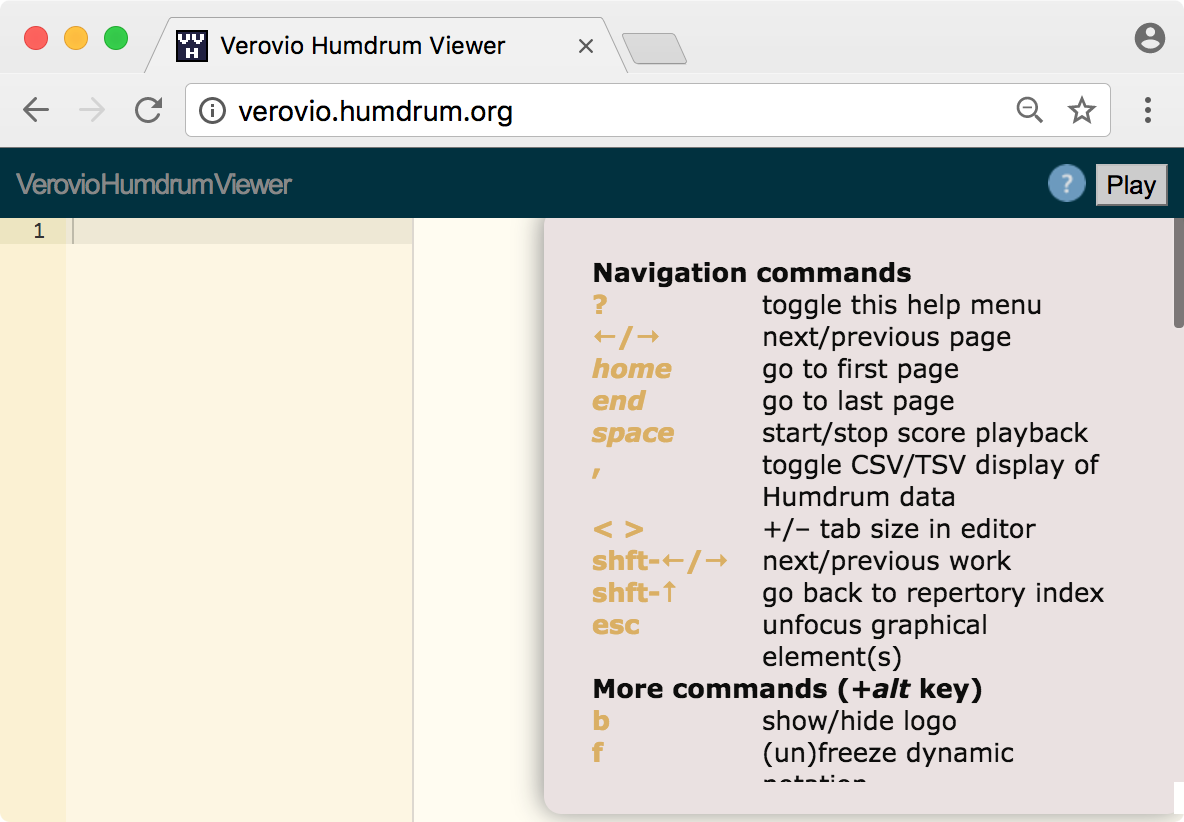 Verovio Humdrum Viewer
verovio.humdrum.org
VerovioHumdrumViewer
? Play
1
Navigation commands
? toggle this help menu
←/→ next/previous page
home go to first page
end go to last page
space start/stop score playback
, toggle CSV/TSV display of
Humdrum data
< > +/– tab size in editor
shft-←/→ next/previous work
shft-↑ go back to repertory index
esc unfocus graphical
element(s)
More commands (+alt key)
b show/hide logo
f (un)freeze dynamic
notation